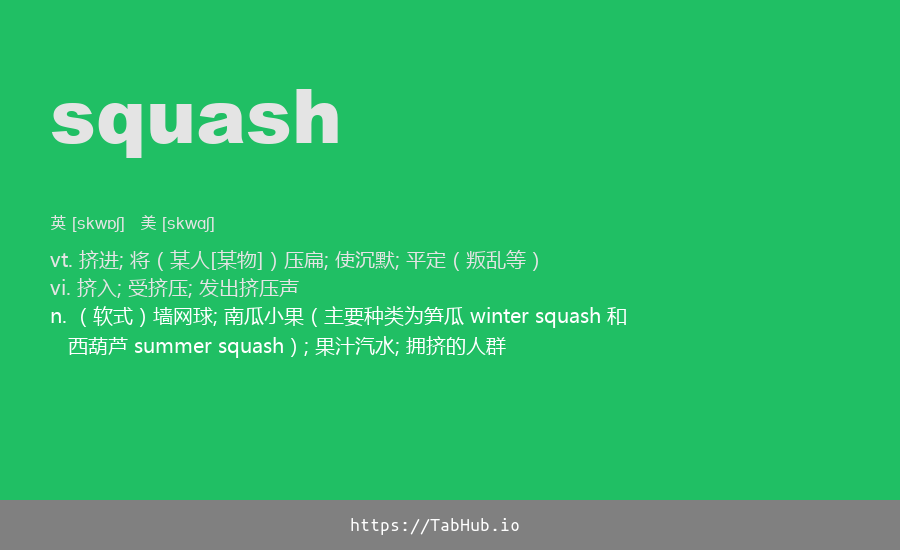 squash
英 [skwɒʃ] 美 [skwɑʃ]
vt. 挤进; 将（某人[某物]）压扁; 使沉默; 平定（叛乱等）
vi. 挤入; 受挤压; 发出挤压声
n. （软式）墙网球; 南瓜小果（主要种类为笋瓜 winter squash 和
西葫芦 summer squash）; 果汁汽水; 拥挤的人群
https://TabHub.io